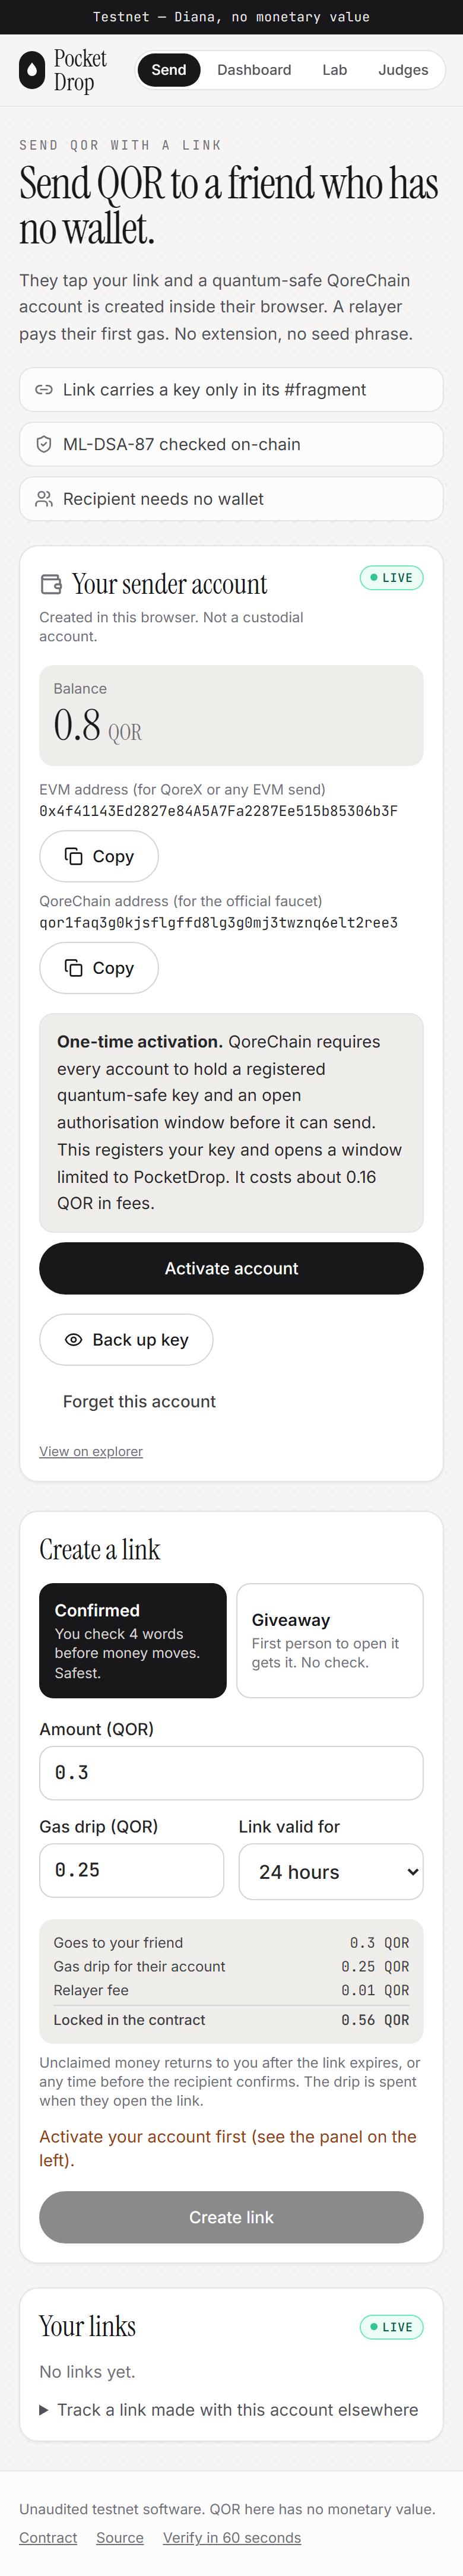 Testnet — Diana, no monetary value
Pocket
Drop
Send
Dashboard
Lab
Judges
SEND QOR WITH A LINK
Send QOR to a friend who has
no wallet.
They tap your link and a quantum-safe QoreChain
account is created inside their browser. A relayer
pays their first gas. No extension, no seed phrase.
Link carries a key only in its #fragment
ML-DSA-87 checked on-chain
Recipient needs no wallet
Your sender account
LIVE
Created in this browser. Not a custodial
account.
Balance
0.8 QOR
EVM address (for QoreX or any EVM send)
0x4f41143Ed2827e84A5A7Fa2287Ee515b85306b3F
Copy
QoreChain address (for the official faucet)
qor1faq3g0kjsflgffd8lg3g0mj3twznq6elt2ree3
Copy
One-time activation. QoreChain requires
every account to hold a registered
quantum-safe key and an open
authorisation window before it can send.
This registers your key and opens a window
limited to PocketDrop. It costs about 0.16
QOR in fees.
Activate account
Back up key
Forget this account
View on explorer
Create a link
Confirmed
You check 4 words
before money moves.
Safest.
Giveaway
First person to open it
gets it. No check.
Amount (QOR)
0.3
Gas drip (QOR)
0.25
Link valid for
24 hours
Goes to your friend 0.3 QOR
Gas drip for their account 0.25 QOR
Relayer fee 0.01 QOR
Locked in the contract 0.56 QOR
Unclaimed money returns to you after the link expires, or
any time before the recipient confirms. The drip is spent
when they open the link.
Activate your account first (see the panel on the
left).
Create link
Your links
LIVE
No links yet.
Track a link made with this account elsewhere
Unaudited testnet software. QOR here has no monetary value.
Contract Source Verify in 60 seconds